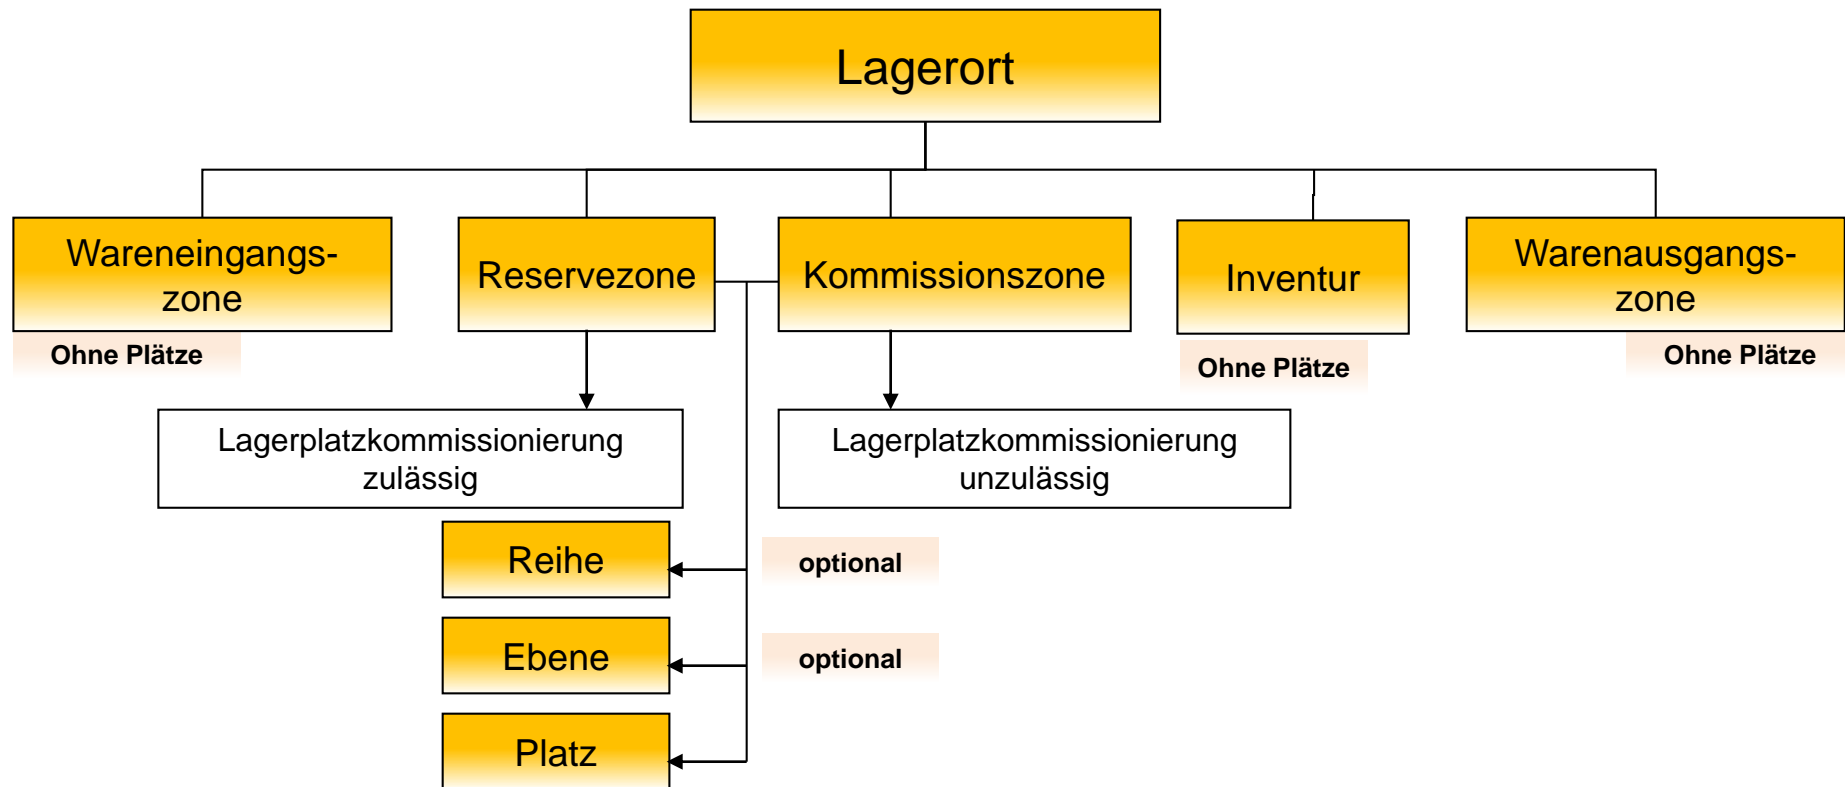 Lagerort
Wareneingangs-
zone
Reservezone
Kommissionszone
Inventur
Warenausgangs-
zone
Ohne Plätze
Ohne Plätze
Ohne Plätze
Lagerplatzkommissionierung
zulässig
Lagerplatzkommissionierung
unzulässig
Reihe
optional
Ebene
optional
Platz